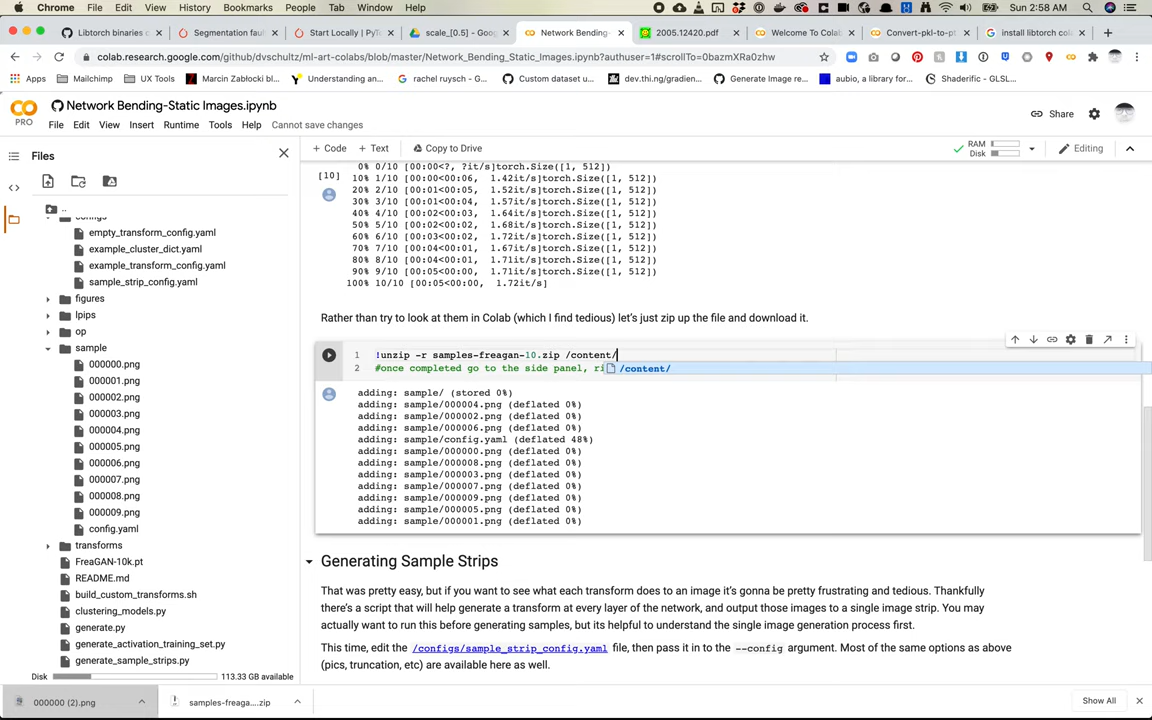 Chrome File Edit View History Bookmarks People Tab Window Help Sun 2:58 AM
Libtorch binaries c
Segmentation faul
Start Locally | PyT
scale_[0.5] - Goog
Network Bending-
2005.12420.pdf
Welcome To Colab
Convert-pkl-to-pt
install libtorch cola
colab.research.google.com/github/dvschultz/ml-art-colabs/blob/master/Network_Bending_Static_Images.ipynb?authuser=1#scrollTo=0bazmXRa0zhw
Apps Mailchimp UX Tools Marcin Zabłocki bl... Understanding an... rachel ruysch - G... Custom dataset u... dev.thi.ng/gradien... Generate Image re... aubio, a library for... Shaderific - GLSL...
Network Bending-Static Images.ipynb
PRO
File Edit View Insert Runtime Tools Help Cannot save changes
Share
Files
+ Code + Text Copy to Drive
RAM
Disk
Editing
..
configs
empty_transform_config.yaml
example_cluster_dict.yaml
example_transform_config.yaml
sample_strip_config.yaml
figures
lpips
op
sample
000000.png
000001.png
000002.png
000003.png
000004.png
000005.png
000006.png
000007.png
000008.png
000009.png
config.yaml
transforms
FreaGAN-10k.pt
README.md
build_custom_transforms.sh
clustering_models.py
generate.py
generate_activation_training_set.py
generate_sample_strips.py
Disk 113.33 GB available
[10]
0% 0/10 [00:00<?, ?it/s]torch.Size([1, 512])
10% 1/10 [00:00<00:06, 1.42it/s]torch.Size([1, 512])
20% 2/10 [00:01<00:05, 1.52it/s]torch.Size([1, 512])
30% 3/10 [00:01<00:04, 1.57it/s]torch.Size([1, 512])
40% 4/10 [00:02<00:03, 1.64it/s]torch.Size([1, 512])
50% 5/10 [00:02<00:02, 1.68it/s]torch.Size([1, 512])
60% 6/10 [00:03<00:02, 1.72it/s]torch.Size([1, 512])
70% 7/10 [00:04<00:01, 1.67it/s]torch.Size([1, 512])
80% 8/10 [00:04<00:01, 1.71it/s]torch.Size([1, 512])
90% 9/10 [00:05<00:00, 1.71it/s]torch.Size([1, 512])
100% 10/10 [00:05<00:00, 1.72it/s]
Rather than try to look at them in Colab (which I find tedious) let's just zip up the file and download it.
1 !unzip -r samples-freagan-10.zip /content/
2 #once completed go to the side panel, ri
/content/
adding: sample/ (stored 0%)
adding: sample/000004.png (deflated 0%)
adding: sample/000002.png (deflated 0%)
adding: sample/000006.png (deflated 0%)
adding: sample/config.yaml (deflated 48%)
adding: sample/000000.png (deflated 0%)
adding: sample/000008.png (deflated 0%)
adding: sample/000003.png (deflated 0%)
adding: sample/000007.png (deflated 0%)
adding: sample/000009.png (deflated 0%)
adding: sample/000005.png (deflated 0%)
adding: sample/000001.png (deflated 0%)
Generating Sample Strips
That was pretty easy, but if you want to see what each transform does to an image it's gonna be pretty frustrating and tedious. Thankfully
there's a script that will help generate a transform at every layer of the network, and output those images to a single image strip. You may
actually want to run this before generating samples, but its helpful to understand the single image generation process first.
This time, edit the /configs/sample_strip_config.yaml file, then pass it in to the --config argument. Most of the same options as above
(pics, truncation, etc) are available here as well.
000000 (2).png
samples-freaga....zip
Show All